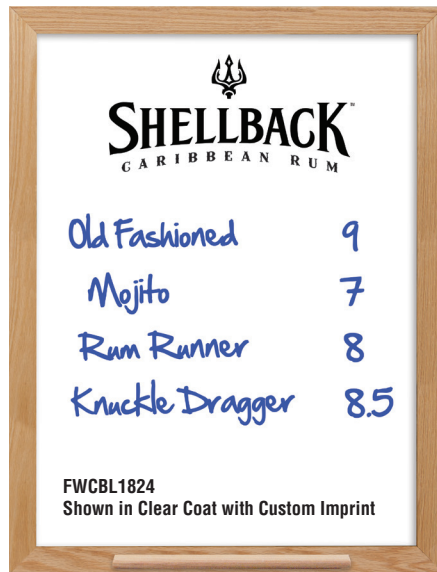 SHELLBACK™
CARIBBEAN RUM
Old Fashioned 9
Mojito 7
Rum Runner 8
Knuckle Dragger 8.5
FWCBL1824
Shown in Clear Coat with Custom Imprint